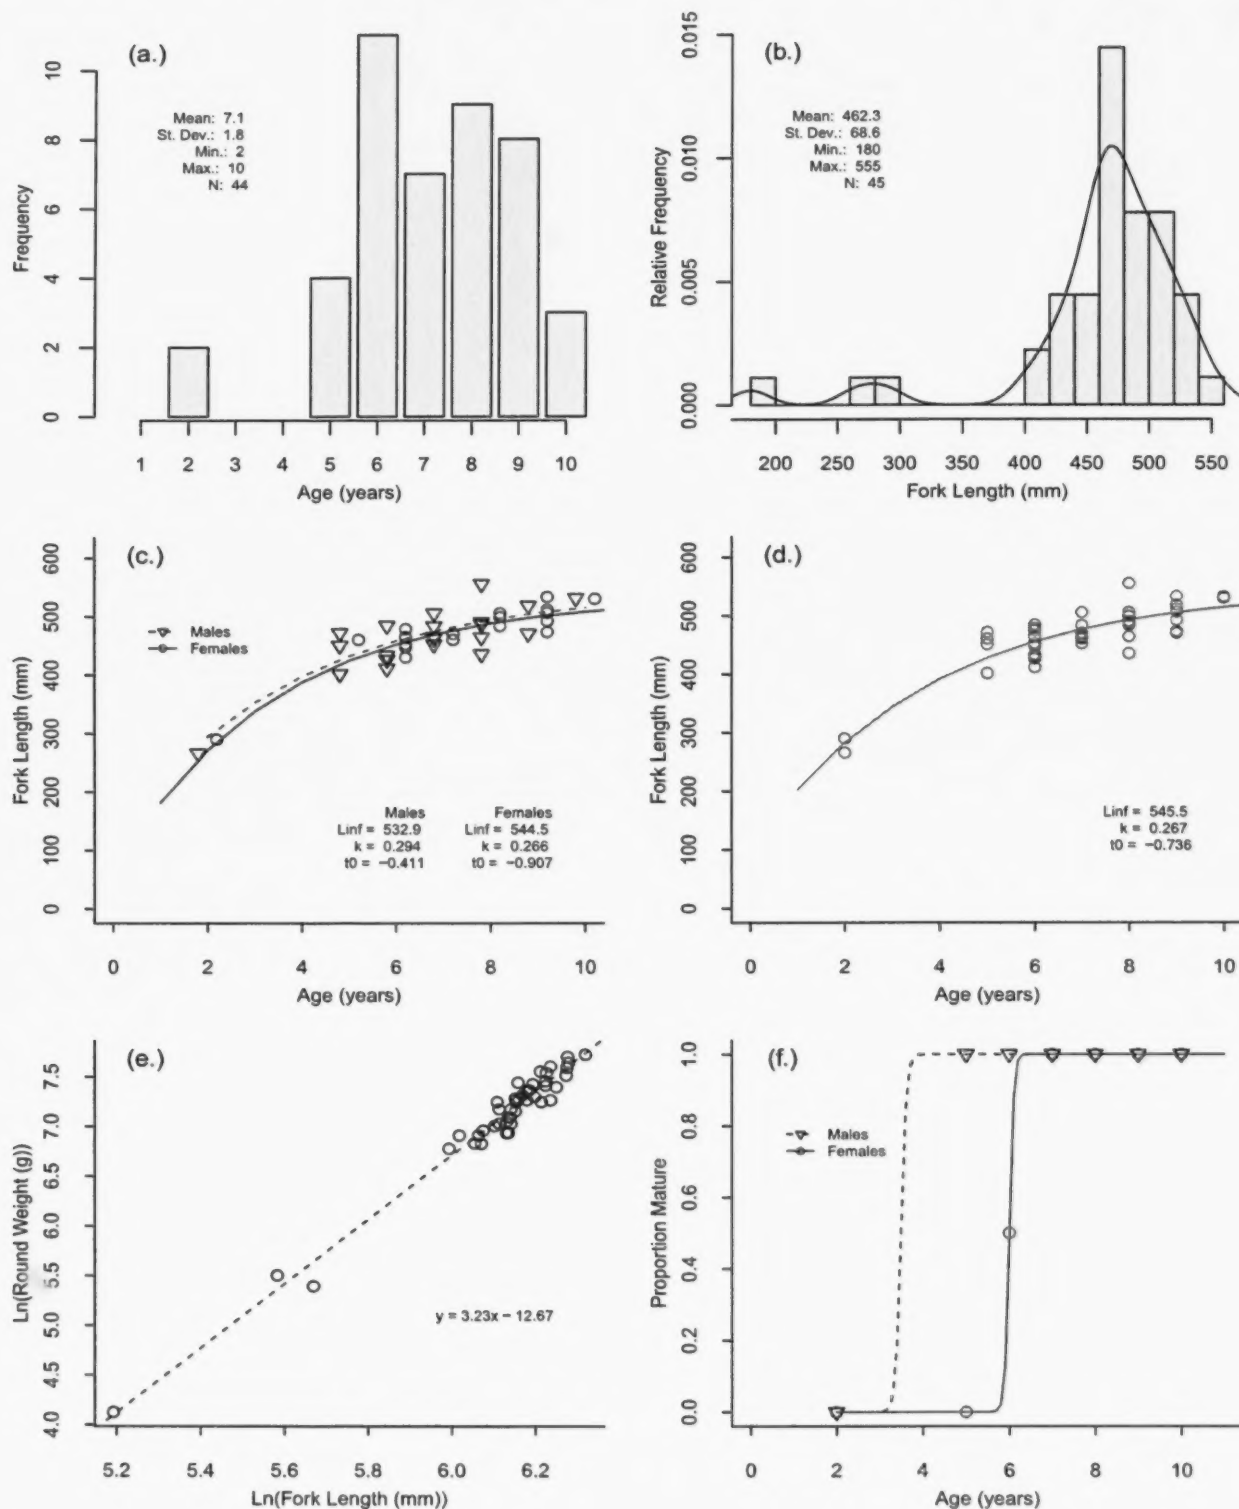 (a.)
Mean: 7.1
St. Dev.: 1.8
Min.: 2
Max.: 10
N: 44
Frequency
0 2 4 6 8 10
1 2 3 4 5 6 7 8 9 10
Age (years)
(b.)
Mean: 462.3
St. Dev.: 68.6
Min.: 180
Max.: 555
N: 45
Relative Frequency
0.000 0.005 0.010 0.015
200 250 300 350 400 450 500 550
Fork Length (mm)
(c.)
Males
Females
Fork Length (mm)
0 100 200 300 400 500 600
Males Females
Linf = 532.9 Linf = 544.5
k = 0.294 k = 0.266
t0 = −0.411 t0 = −0.907
0 2 4 6 8 10
Age (years)
(d.)
Fork Length (mm)
0 100 200 300 400 500 600
Linf = 545.5
k = 0.267
t0 = −0.736
0 2 4 6 8 10
Age (years)
(e.)
Ln(Round Weight (g))
4.0 4.5 5.0 5.5 6.0 6.5 7.0 7.5
y = 3.23x − 12.67
5.2 5.4 5.6 5.8 6.0 6.2
Ln(Fork Length (mm))
(f.)
Males
Females
Proportion Mature
0.0 0.2 0.4 0.6 0.8 1.0
0 2 4 6 8 10
Age (years)